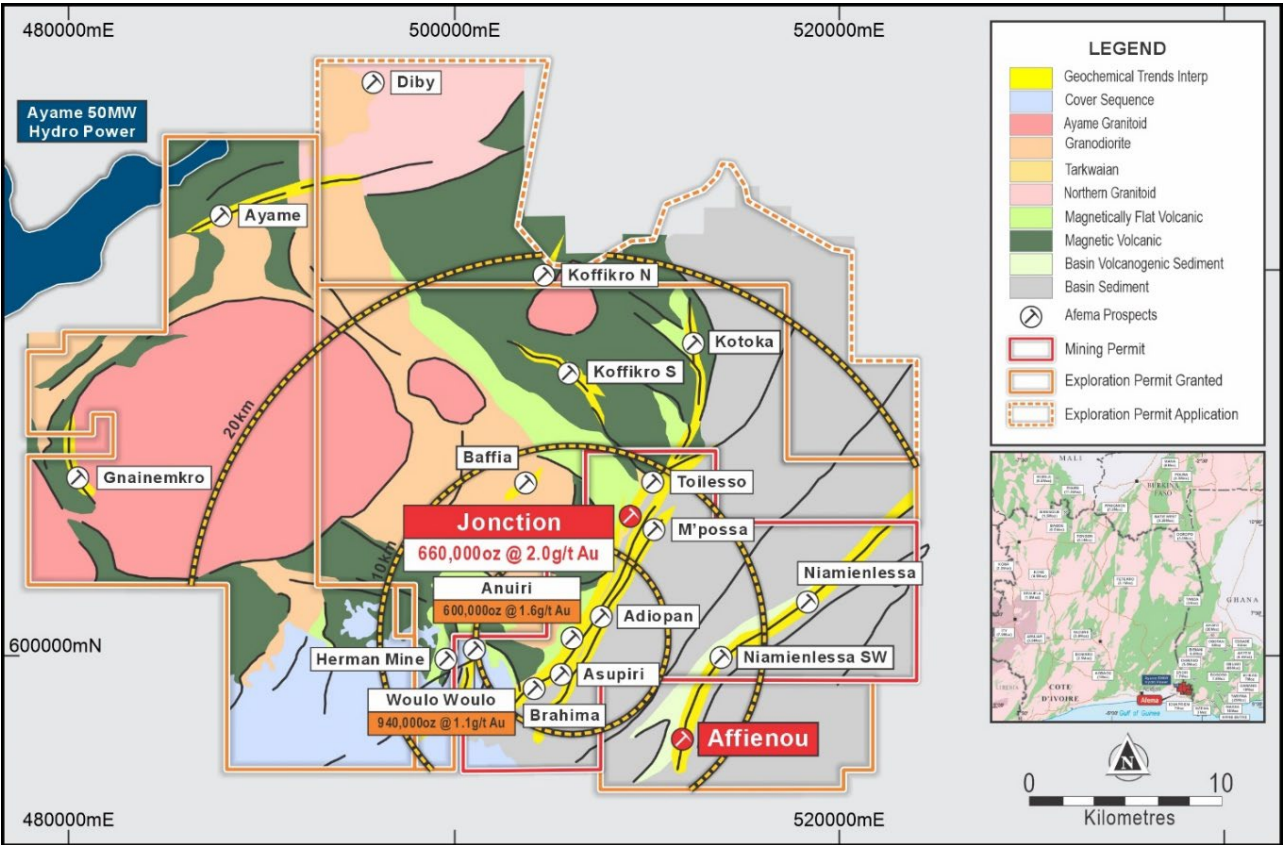 480000mE
500000mE
520000mE
Diby
Ayame 50MW
Hydro Power
Ayame
Koffikro N
Kotoka
Koffikro S
20km
Baffia
Gnainemkro
Toilesso
Jonction
660,000oz @ 2.0g/t Au
M'possa
10km
Anuiri
600,000oz @ 1.6g/t Au
Niamienlessa
Adiopan
600000mN
Herman Mine
Niamienlessa SW
Asupiri
Woulo Woulo
940,000oz @ 1.1g/t Au
Brahima
Affienou
480000mE
520000mE
LEGEND
Geochemical Trends Interp
Cover Sequence
Ayame Granitoid
Granodiorite
Tarkwaian
Northern Granitoid
Magnetically Flat Volcanic
Magnetic Volcanic
Basin Volcanogenic Sediment
Basin Sediment
Afema Prospects
Mining Permit
Exploration Permit Granted
Exploration Permit Application
MALI
BURKINA
FASO
GHANA
LIBERIA
COTE
D'IVOIRE
Afema
Gulf of Guinea
N
0
10
Kilometres